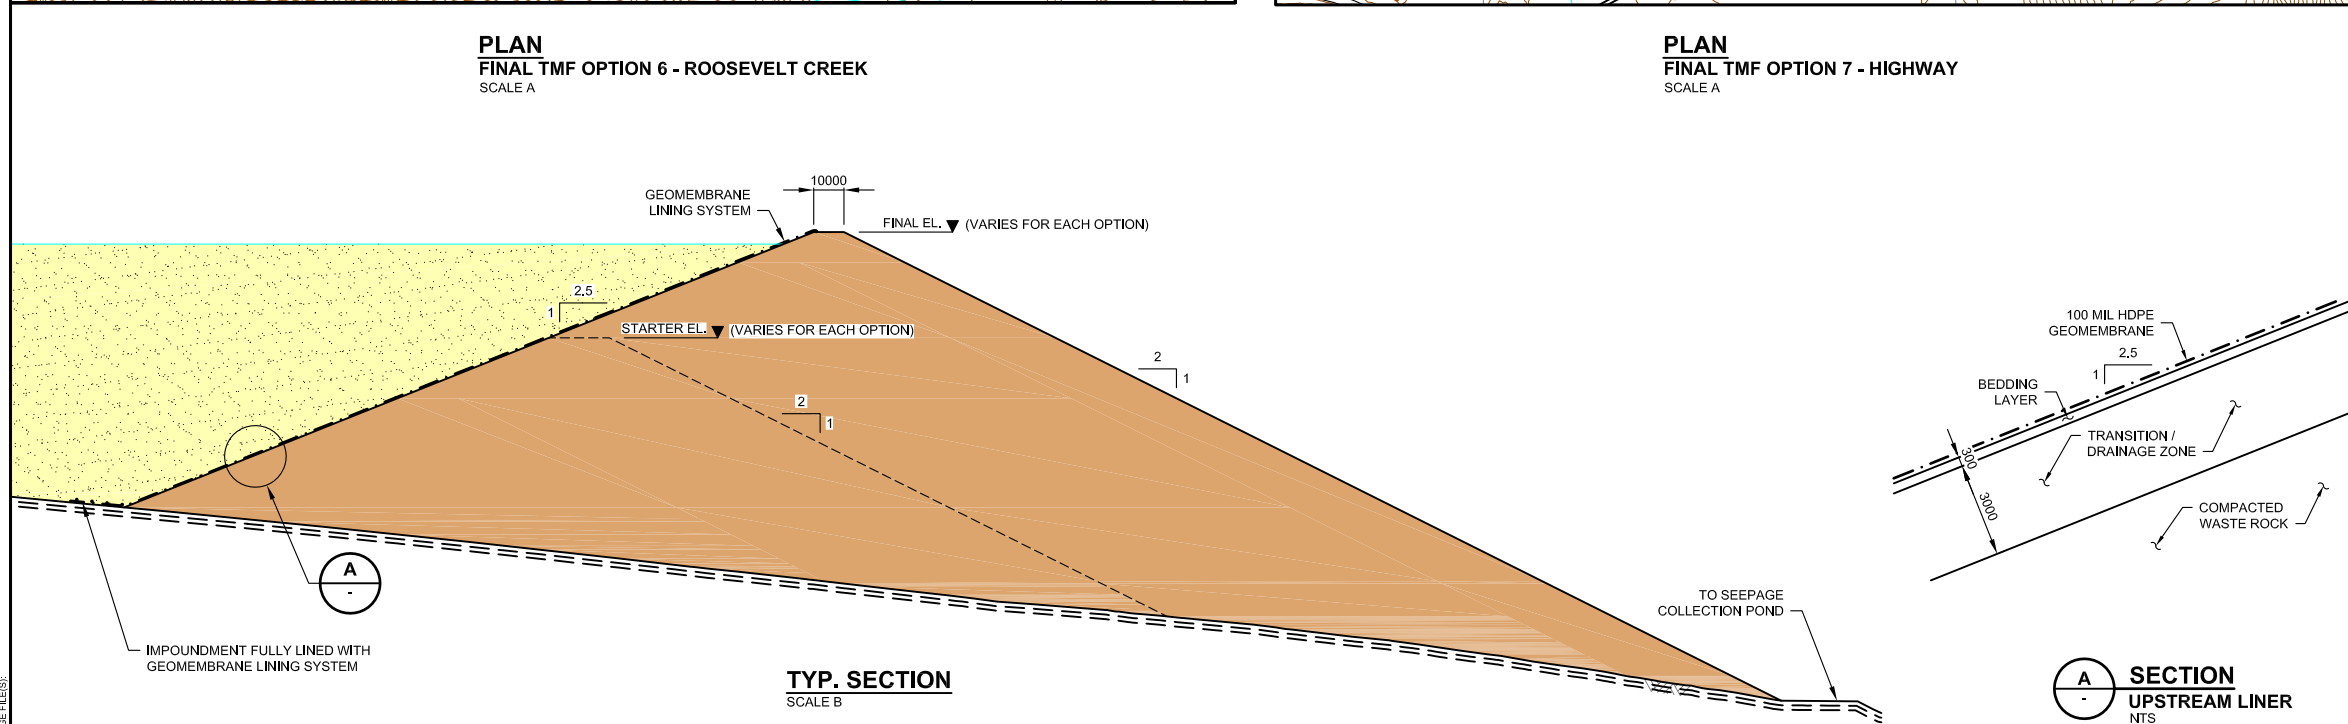 PLAN
FINAL TMF OPTION 6 - ROOSEVELT CREEK
SCALE A
PLAN
FINAL TMF OPTION 7 - HIGHWAY
SCALE A
10000
GEOMEMBRANE
LINING SYSTEM
FINAL EL. (VARIES FOR EACH OPTION)
2.5
1
STARTER EL. (VARIES FOR EACH OPTION)
2
1
2
1
A
-
IMPOUNDMENT FULLY LINED WITH
GEOMEMBRANE LINING SYSTEM
TO SEEPAGE
COLLECTION POND
TYP. SECTION
SCALE B
100 MIL HDPE
GEOMEMBRANE
2.5
1
BEDDING
LAYER
TRANSITION /
DRAINAGE ZONE
300
3000
COMPACTED
WASTE ROCK
A
-
SECTION
UPSTREAM LINER
NTS